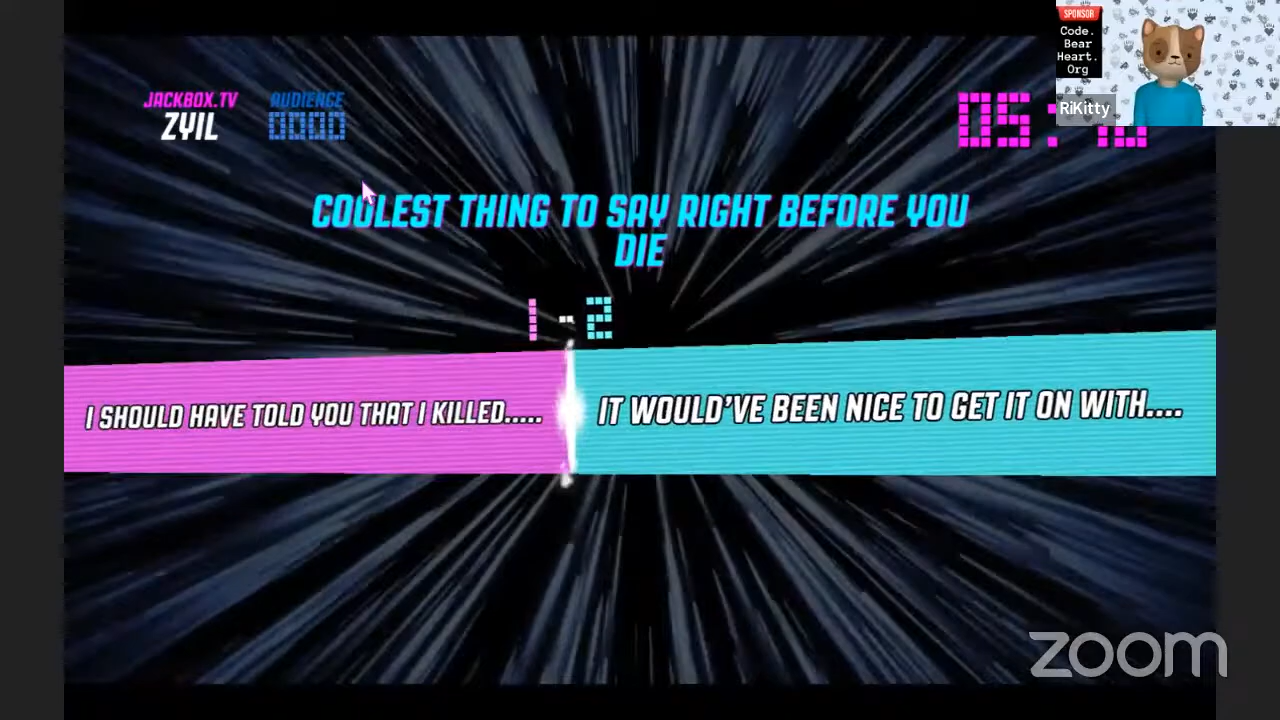 SPONSOR
Code.
Bear
Heart.
Org
RiKitty
JACKBOX.TV
ZYIL
AUDIENCE
0000
05:
COOLEST THING TO SAY RIGHT BEFORE YOU
DIE
1-2
I SHOULD HAVE TOLD YOU THAT I KILLED.....
IT WOULD'VE BEEN NICE TO GET IT ON WITH....
zoom